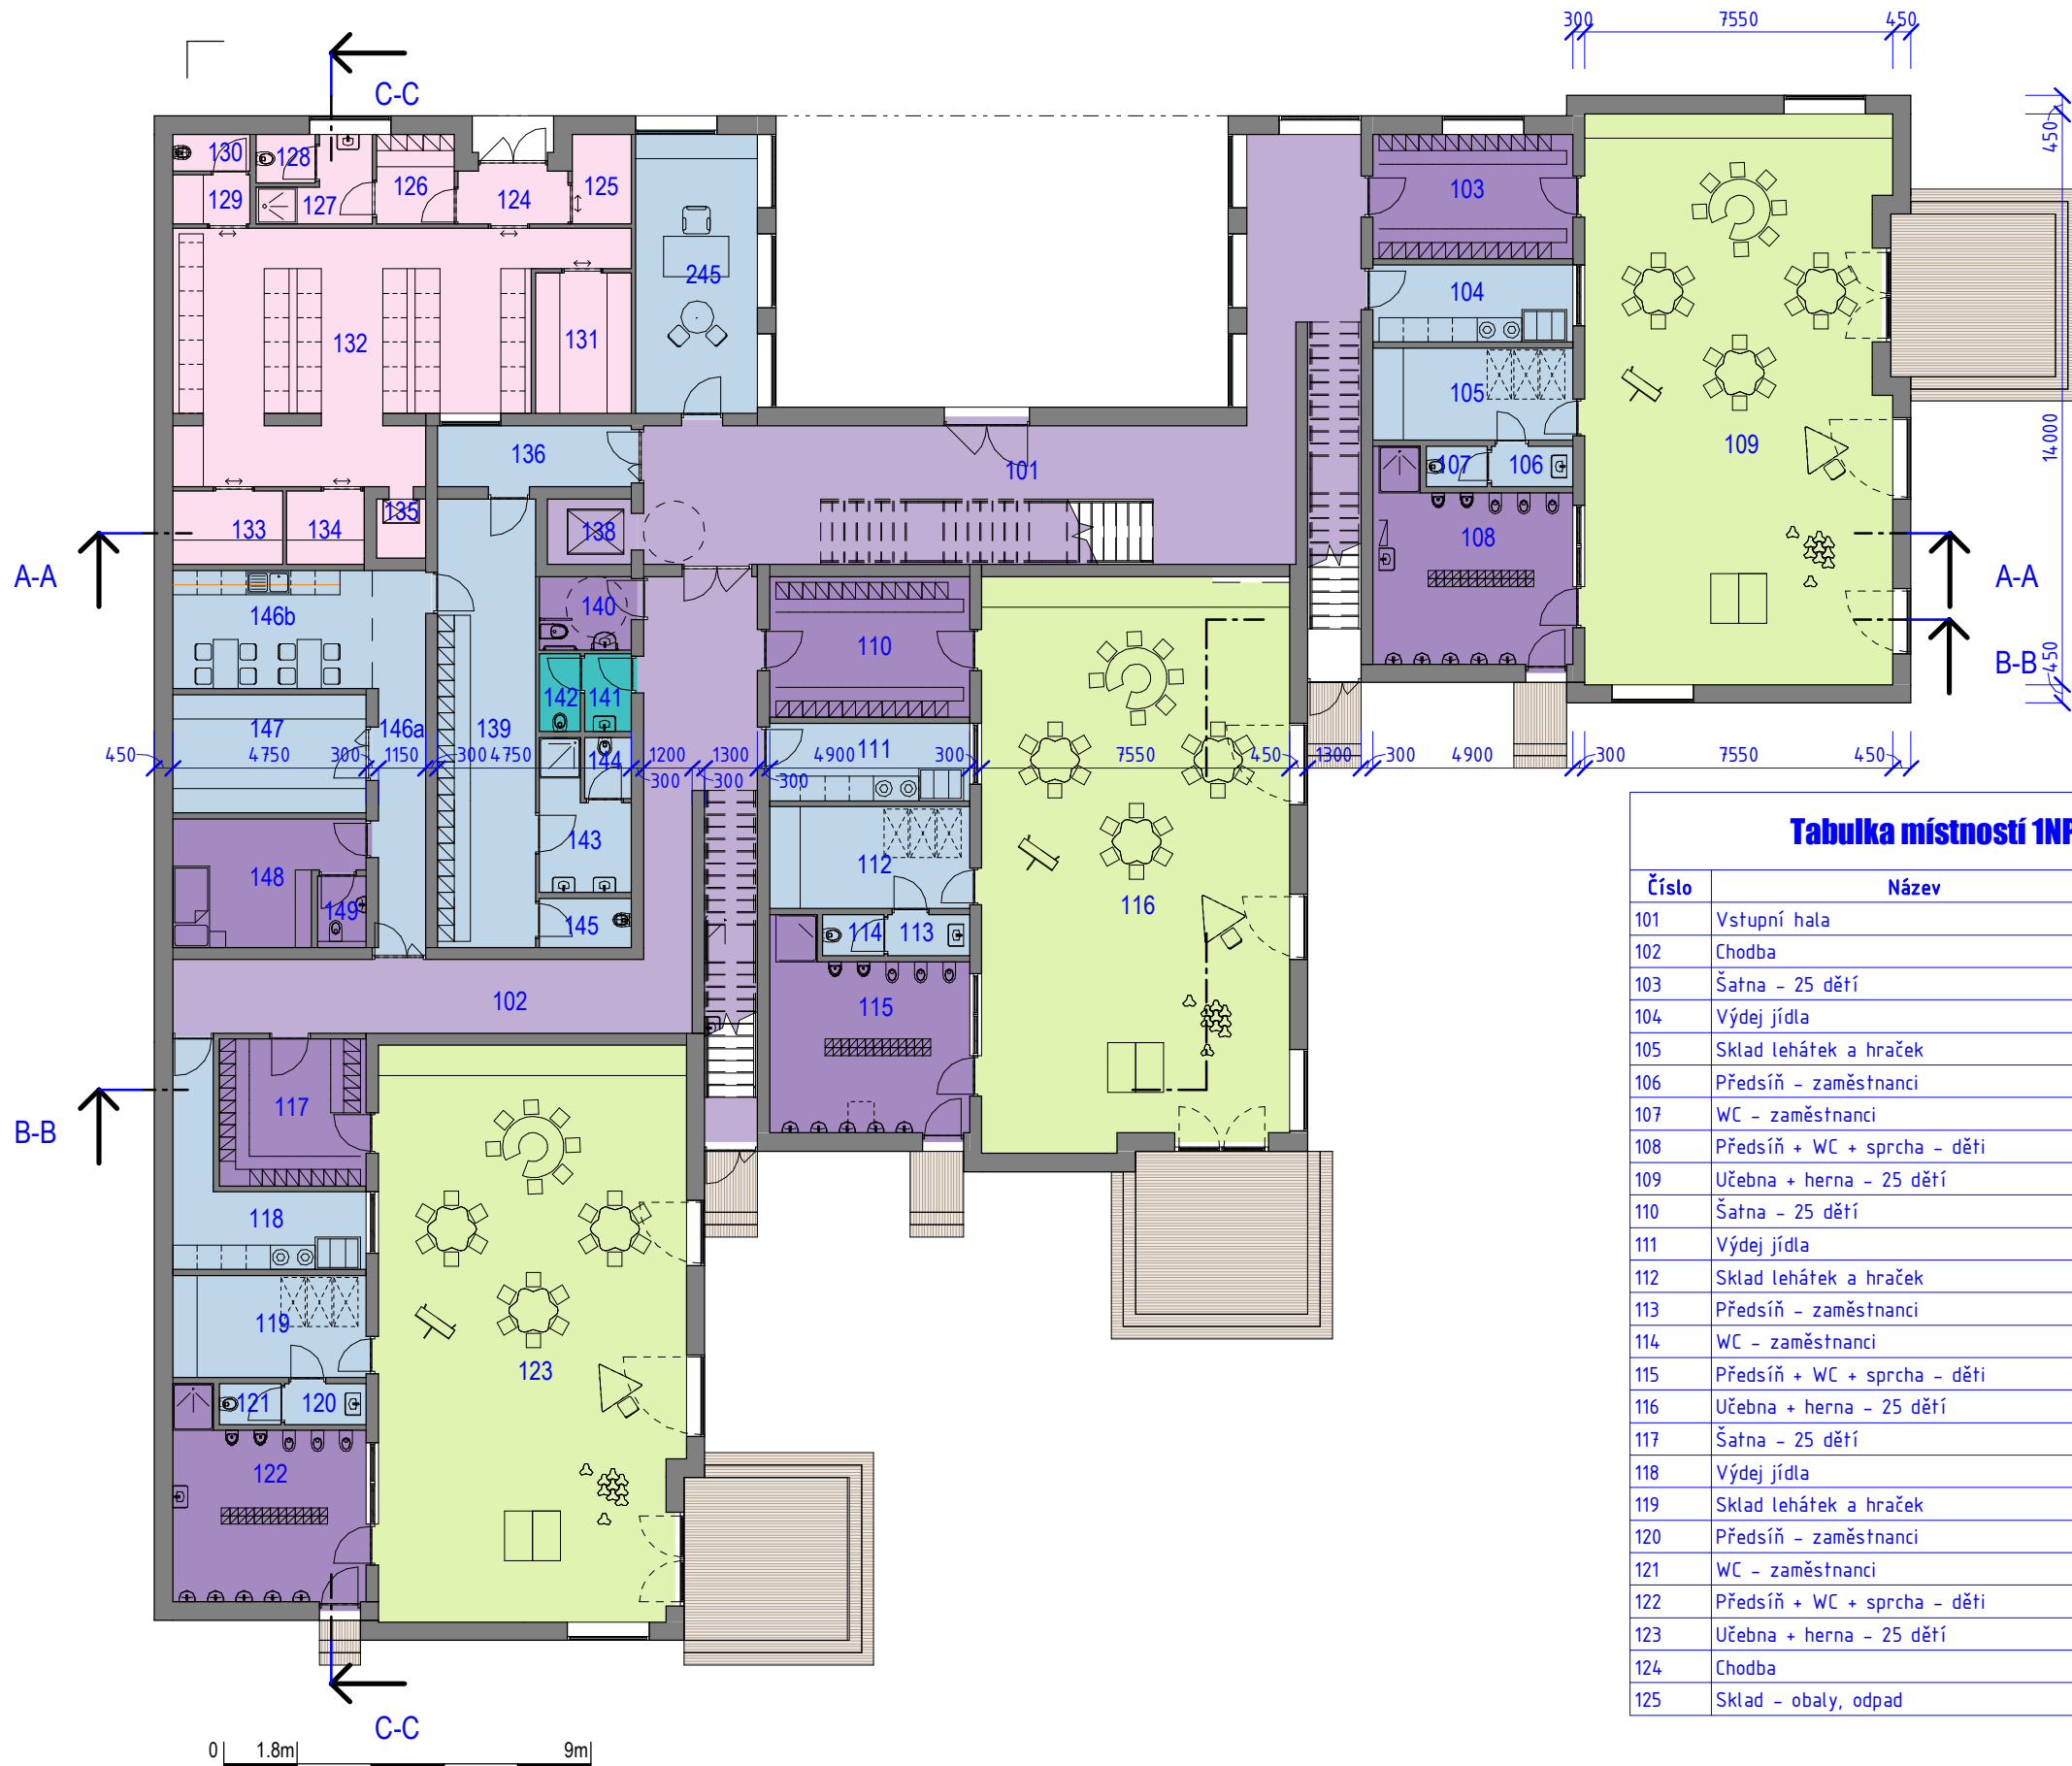 300 7550 450
C-C
450
130 128 126 124 125 103
129 127
245 104
132 131 105
14000
136 101 107 106 109
133 134 135 138 108
A-A A-A
146b 140 110
B-B
450
142 141
147 146a 139 144 111
450 4750 300 1150 300 4750 1200 1300 4900 300 7550 450 1300 300 4900 300 7550 450
300 300 300
143
148 112
149 145 116
114 113
102 115
B-B
117
118
119
123
121 120
122
C-C
0 1.8m 9m
Tabulka místností 1NP
Číslo Název
101 Vstupní hala
102 Chodba
103 Šatna - 25 dětí
104 Výdej jídla
105 Sklad lehátek a hraček
106 Předsíň - zaměstnanci
107 WC - zaměstnanci
108 Předsíň + WC + sprcha - děti
109 Učebna + herna - 25 dětí
110 Šatna - 25 dětí
111 Výdej jídla
112 Sklad lehátek a hraček
113 Předsíň - zaměstnanci
114 WC - zaměstnanci
115 Předsíň + WC + sprcha - děti
116 Učebna + herna - 25 dětí
117 Šatna - 25 dětí
118 Výdej jídla
119 Sklad lehátek a hraček
120 Předsíň - zaměstnanci
121 WC - zaměstnanci
122 Předsíň + WC + sprcha - děti
123 Učebna + herna - 25 dětí
124 Chodba
125 Sklad - obaly, odpad